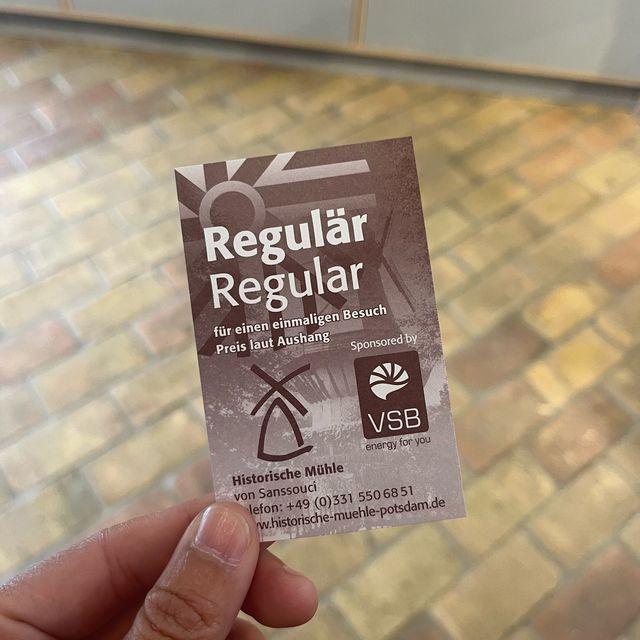 Regulär
Regular
für einen einmaligen Besuch
Preis laut Aushang
Sponsored by
VSB
energy for you
Historische Mühle
von Sanssouci
elefon: +49 (0)331 550 68 51
www.historische-muehle-potsdam.de